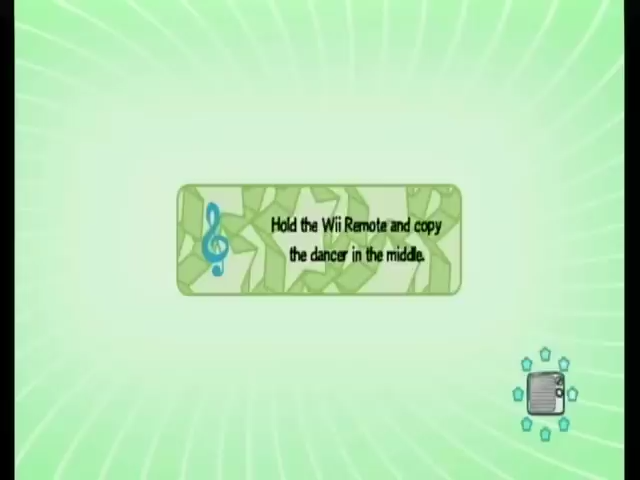 Hold the Wii Remote and copy
the dancer in the middle.